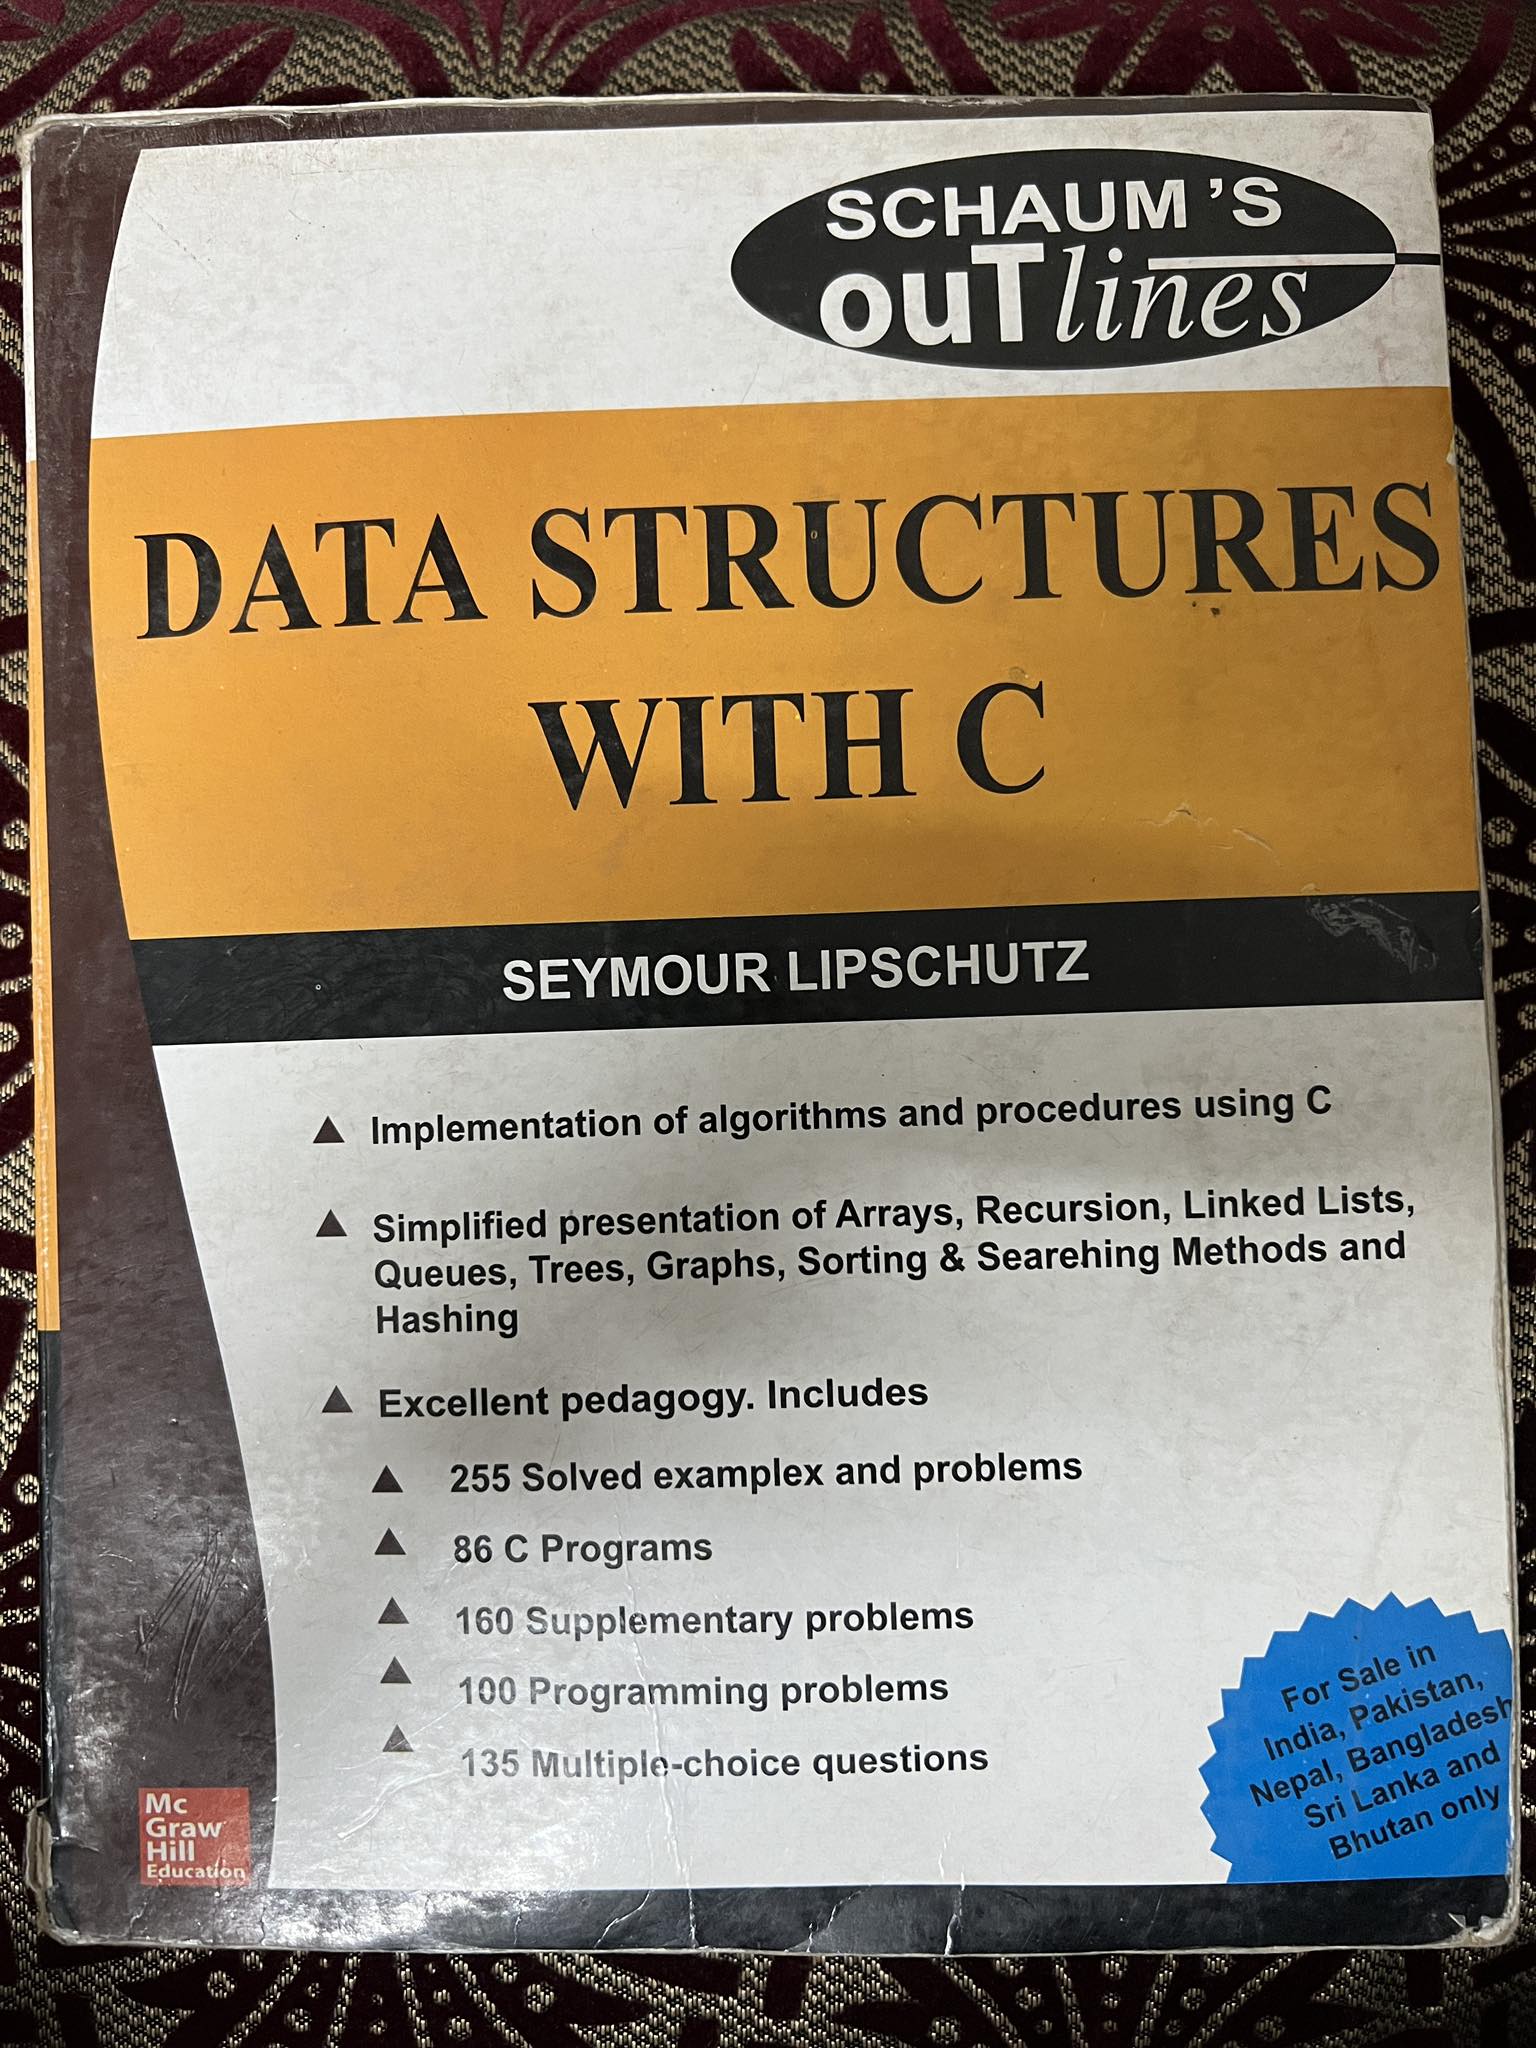 SCHAUM'S
ouTlines
DATA STRUCTURES
WITH C
SEYMOUR LIPSCHUTZ
▲ Implementation of algorithms and procedures using C
▲ Simplified presentation of Arrays, Recursion, Linked Lists,
Queues, Trees, Graphs, Sorting & Searehing Methods and
Hashing
▲ Excellent pedagogy. Includes
▲ 255 Solved examplex and problems
▲ 86 C Programs
▲ 160 Supplementary problems
▲ 100 Programming problems
▲ 135 Multiple-choice questions
For Sale in
India, Pakistan,
Nepal, Bangladesh
Sri Lanka and
Bhutan only
Mc
Graw
Hill
Education